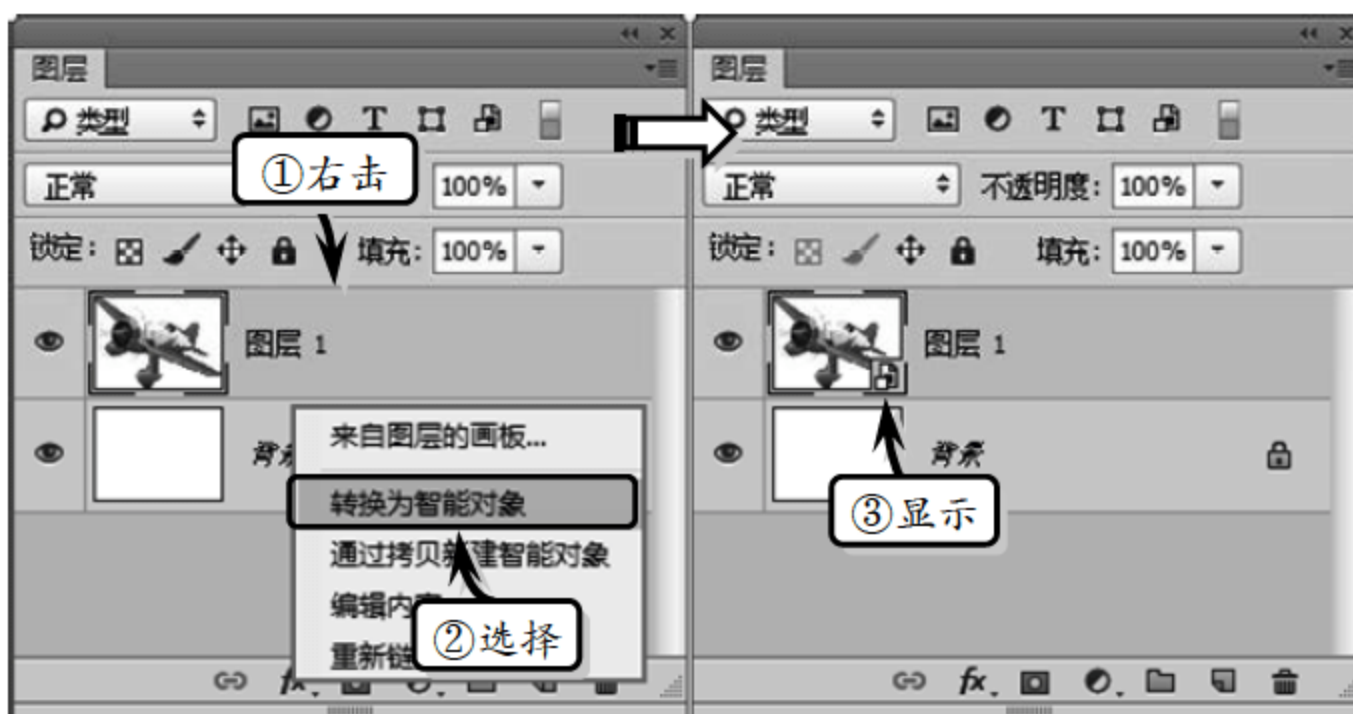 图层
类型
①右击
正常
100%
锁定:
填充: 100%
图层 1
来自图层的画板...
转换为智能对象
通过拷贝新建智能对象
编辑内
②选择
重新链
图层
类型
正常
不透明度: 100%
锁定:
填充: 100%
图层 1
背景
③显示
fx